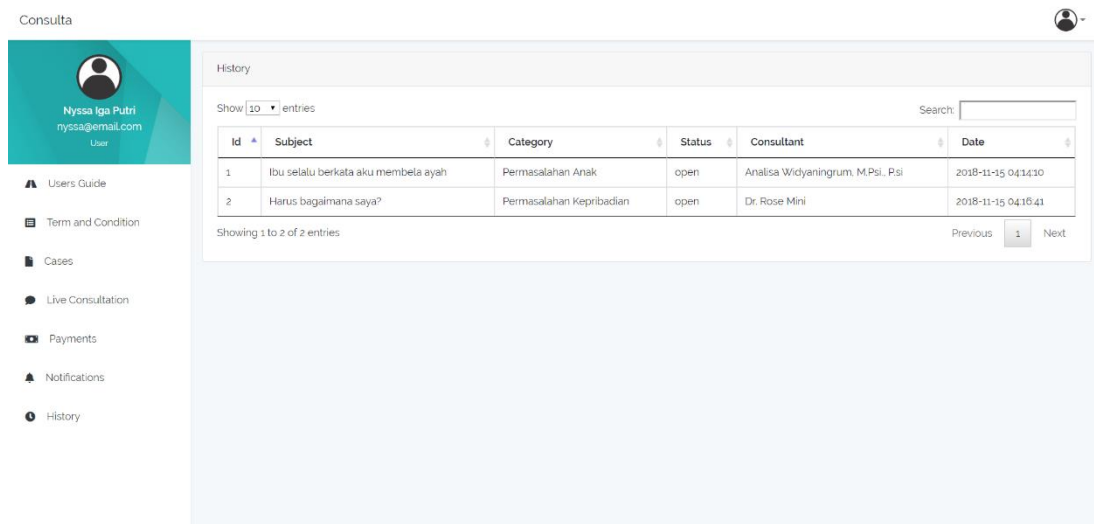 Consulta
Nyssa Iga Putri
nyssa@email.com
User
Users Guide
Term and Condition
Cases
Live Consultation
Payments
Notifications
History
History
Show 10 entries
Search:
Id Subject Category Status Consultant Date
1 Ibu selalu berkata aku membela ayah Permasalahan Anak open Analisa Widyaningrum, M.Psi., P.si 2018-11-15 04:14:10
2 Harus bagaimana saya? Permasalahan Kepribadian open Dr. Rose Mini 2018-11-15 04:16:41
Showing 1 to 2 of 2 entries
Previous 1 Next